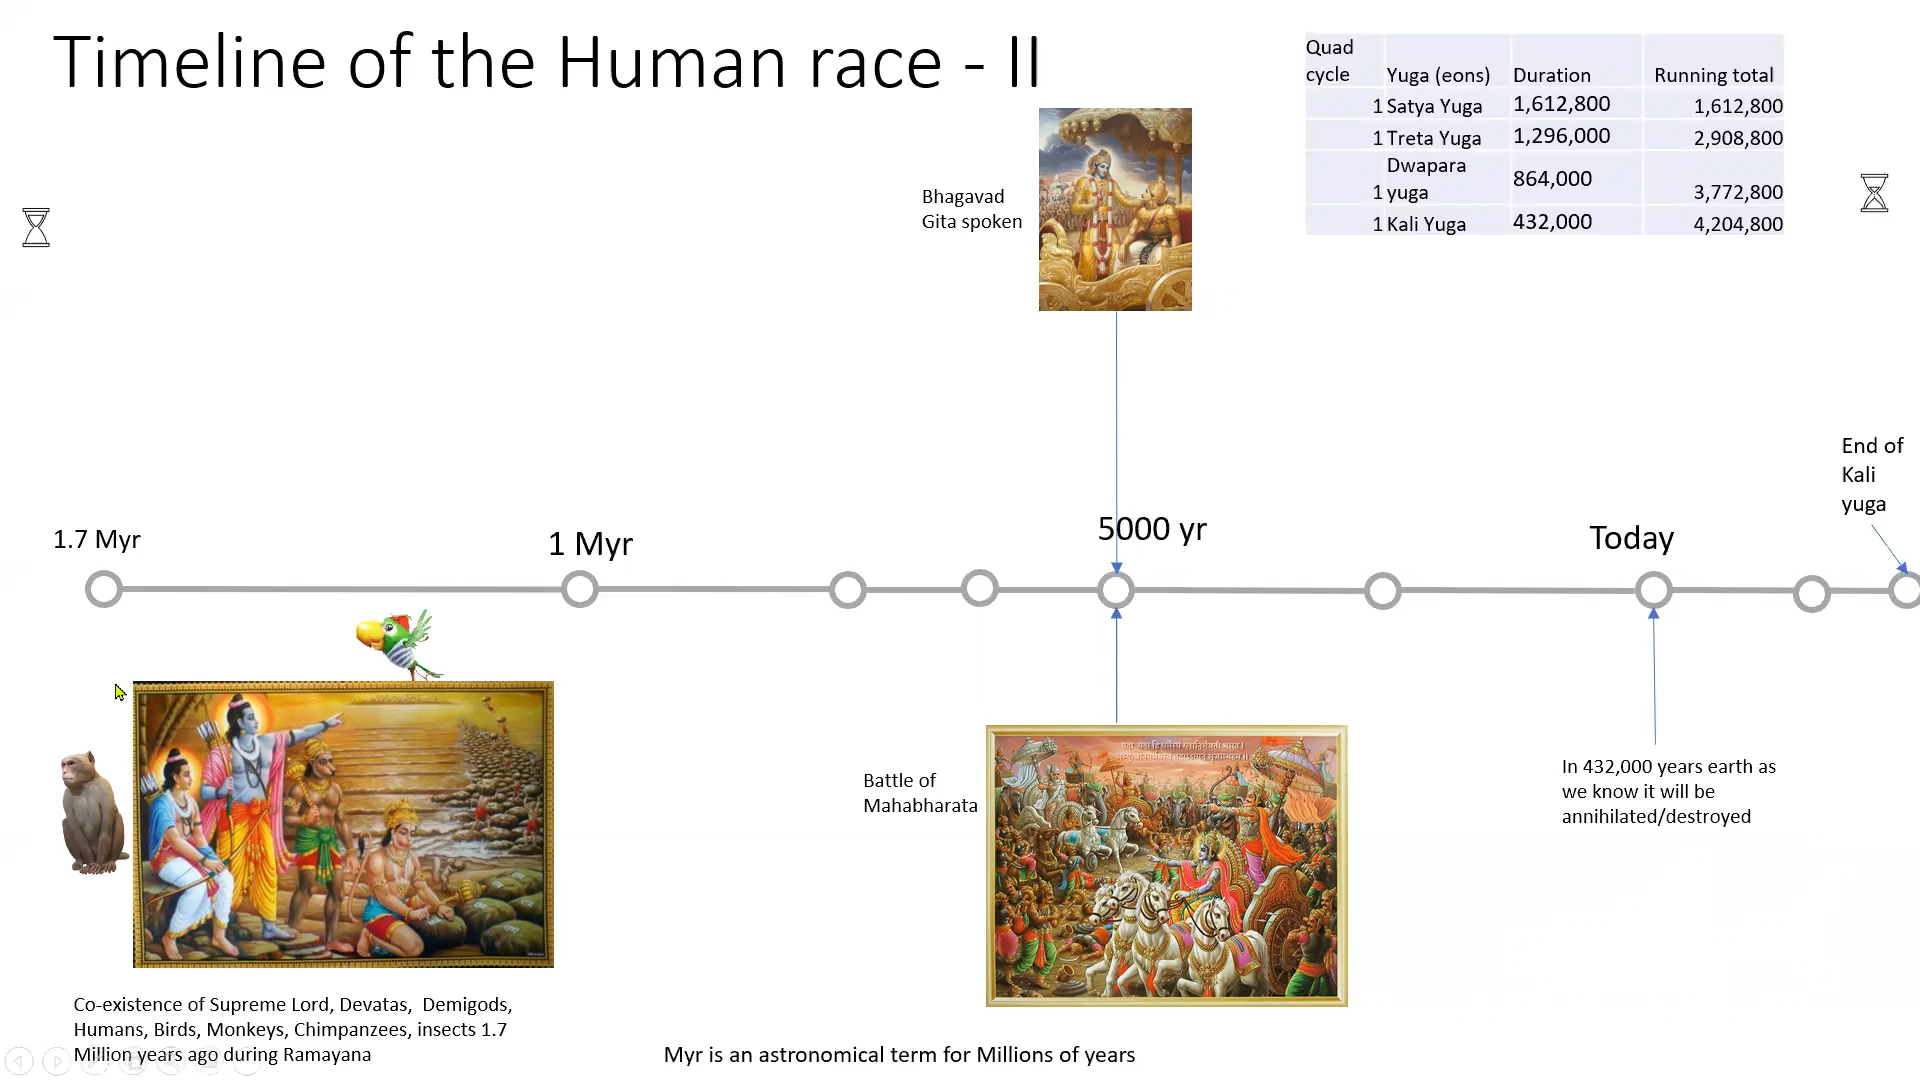 Timeline of the Human race - II
Quad
cycle Yuga (eons) Duration Running total
1 Satya Yuga 1,612,800 1,612,800
1 Treta Yuga 1,296,000 2,908,800
1 Dwapara
yuga 864,000 3,772,800
1 Kali Yuga 432,000 4,204,800
Bhagavad
Gita spoken
End of
Kali
yuga
1.7 Myr
1 Myr
5000 yr
Today
Battle of
Mahabharata
In 432,000 years earth as
we know it will be
annihilated/destroyed
Co-existence of Supreme Lord, Devatas, Demigods,
Humans, Birds, Monkeys, Chimpanzees, insects 1.7
Million years ago during Ramayana
Myr is an astronomical term for Millions of years